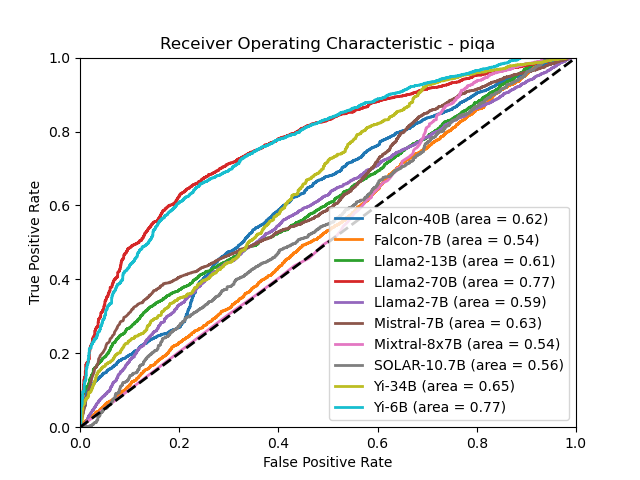 Receiver Operating Characteristic - piqa
1.0
0.8
0.6
0.4
0.2
0.0
True Positive Rate
Falcon-40B (area = 0.62)
Falcon-7B (area = 0.54)
Llama2-13B (area = 0.61)
Llama2-70B (area = 0.77)
Llama2-7B (area = 0.59)
Mistral-7B (area = 0.63)
Mixtral-8x7B (area = 0.54)
SOLAR-10.7B (area = 0.56)
Yi-34B (area = 0.65)
Yi-6B (area = 0.77)
0.0 0.2 0.4 0.6 0.8 1.0
False Positive Rate